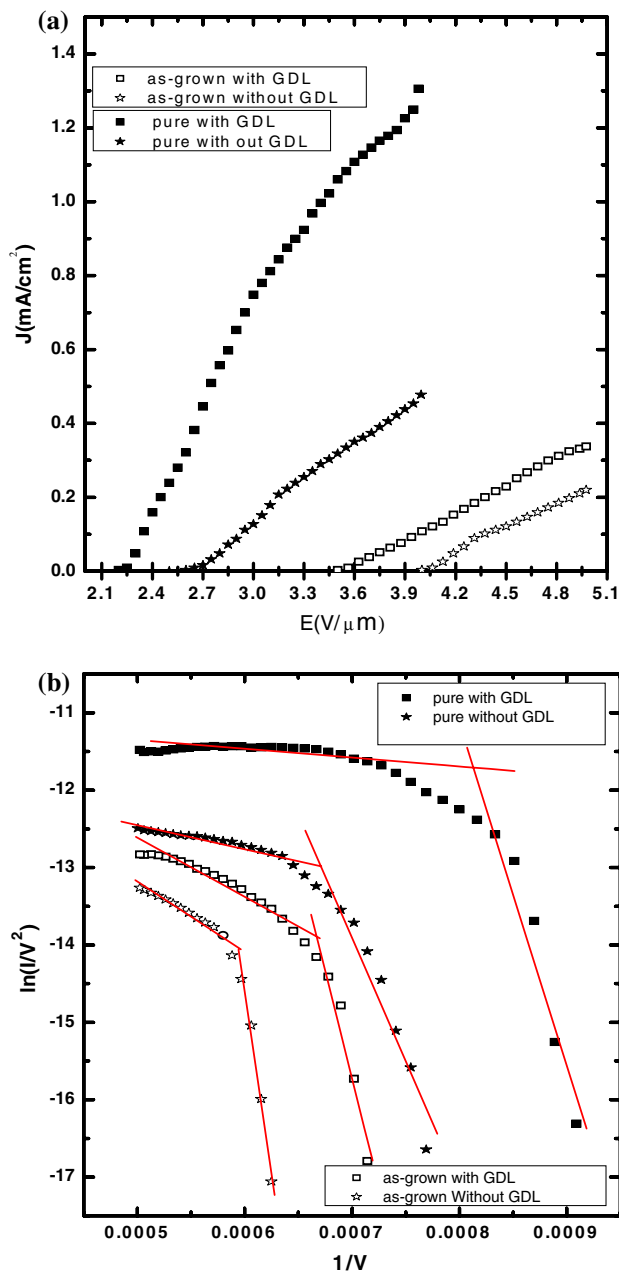 (a)
as-grown with GDL
as-grown without GDL
pure with GDL
pure with out GDL
1.4
1.2
1.0
0.8
0.6
0.4
0.2
0.0
J(mA/cm²)
2.1 2.4 2.7 3.0 3.3 3.6 3.9 4.2 4.5 4.8 5.1
E(V/μm)
(b)
pure with GDL
pure without GDL
-11
-12
-13
-14
-15
-16
-17
ln(I/V²)
as-grown with GDL
as-grown Without GDL
0.0005 0.0006 0.0007 0.0008 0.0009
1/V